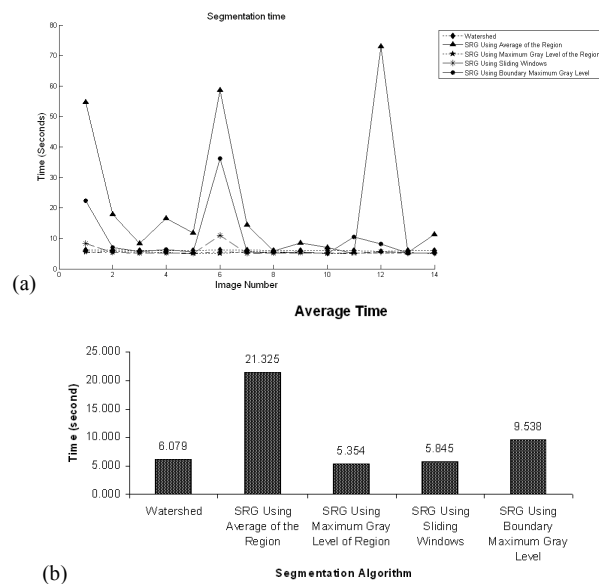 Segmentation time
80
70
60
50
40
30
20
10
0
Time (Seconds)
0 2 4 6 8 10 12 14
Image Number
Watershed
SRG Using Average of the Region
SRG Using Maximum Gray Level of the Region
SRG Using Sliding Windows
SRG Using Boundary Maximum Gray Level
(a)
Average Time
25.000
20.000
15.000
10.000
5.000
0.000
Time (second)
6.079
21.325
5.354
5.845
9.538
Watershed
SRG Using
Average of the
Region
SRG Using
Maximum Gray
Level of Region
SRG Using
Sliding
Windows
SRG Using
Boundary
Maximum Gray
Level
Segmentation Algorithm
(b)